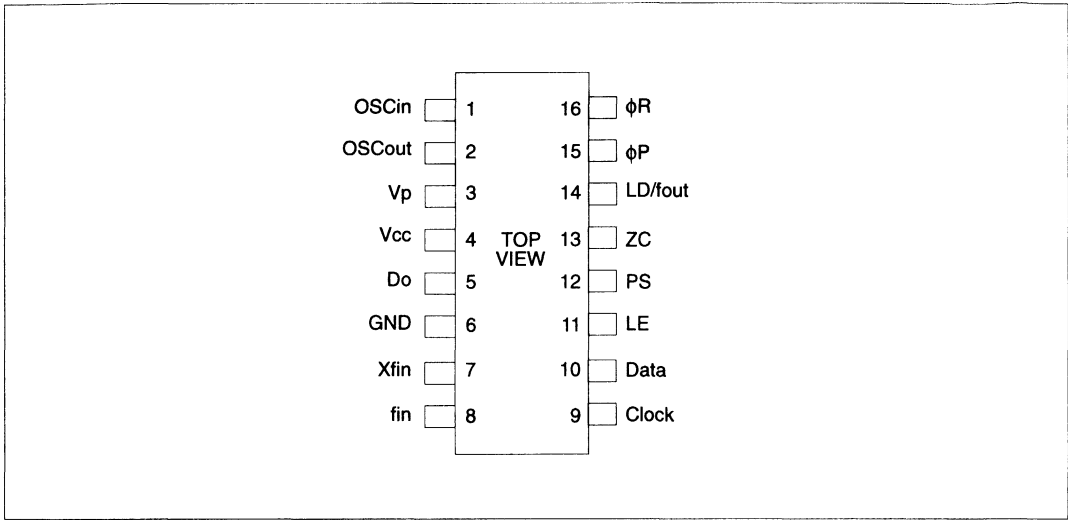 OSCin 1 16 ϕR
OSCout 2 15 ϕP
Vp 3 14 LD/fout
Vcc 4 TOP 13 ZC
VIEW
Do 5 12 PS
GND 6 11 LE
Xfin 7 10 Data
fin 8 9 Clock